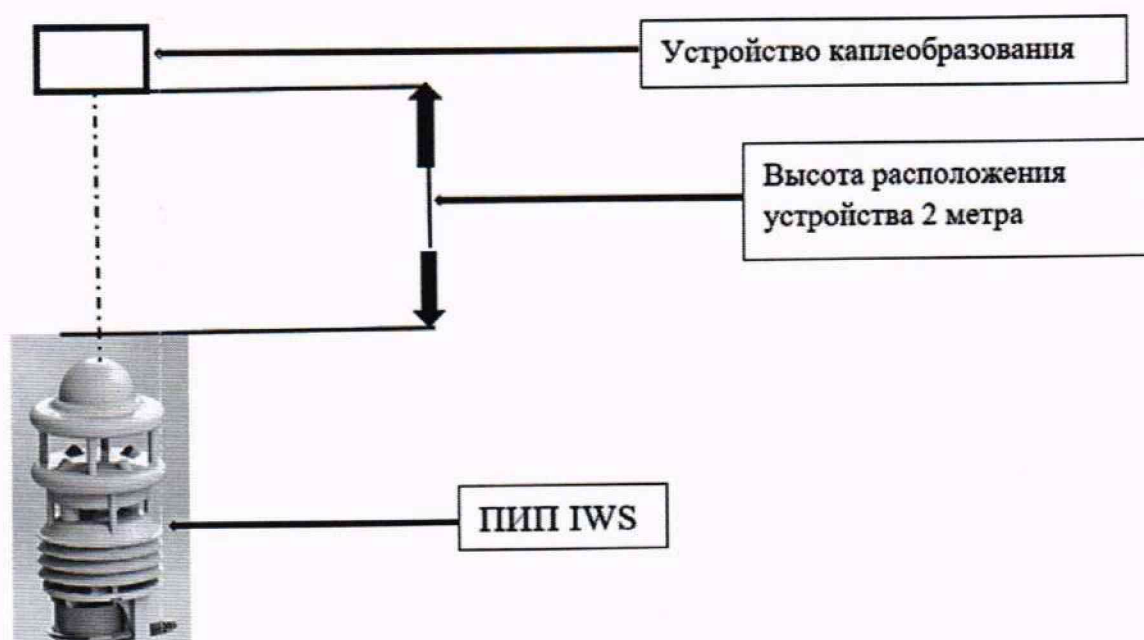 Устройство каплеобразования
Высота расположения
устройства 2 метра
ПИП IWS